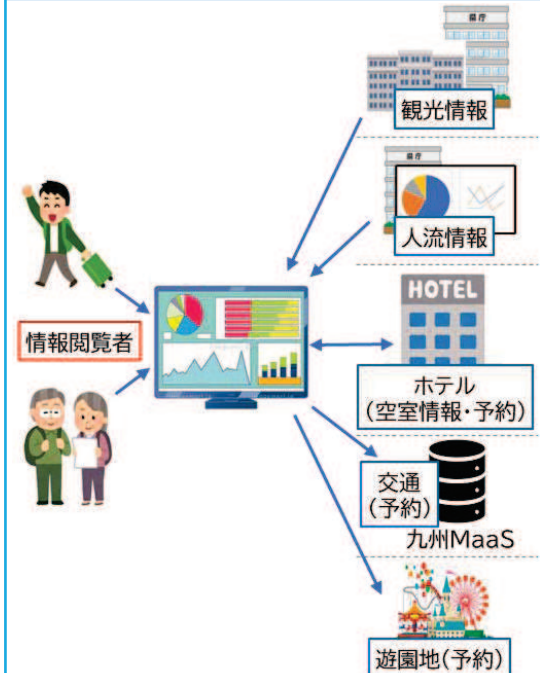 県庁
観光情報
県庁
人流情報
情報閲覧者
HOTEL
ホテル
(空室情報・予約)
交通
(予約)
九州MaaS
遊園地(予約)